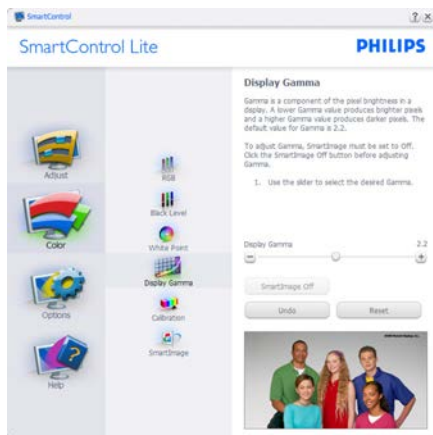 SmartControl
SmartControl Lite
PHILIPS
Adjust
Color
Options
Help
RGB
Black Level
White Point
Display Gamma
Calibration
SmartImage
Display Gamma
Gamma is a component of the pixel brightness in a
display. A lower Gamma value produces brighter pixels
and a higher Gamma value produces darker pixels. The
default value for Gamma is 2.2.
To adjust Gamma, SmartImage must be set to Off.
Click the SmartImage Off button before adjusting
Gamma.
1. Use the slider to select the desired Gamma.
Display Gamma 2.2
SmartImage Off
Undo Reset